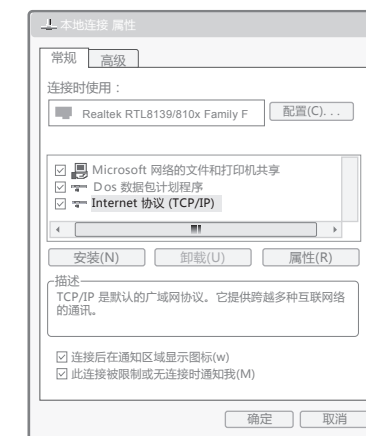 本地连接 属性
常规
高级
连接时使用：
Realtek RTL8139/810x Family F
配置(C). . .
Microsoft 网络的文件和打印机共享
Dos 数据包计划程序
Internet 协议 (TCP/IP)
安装(N)
卸载(U)
属性(R)
描述
TCP/IP 是默认的广域网协议。它提供跨越多种互联网络
的通讯。
连接后在通知区域显示图标(w)
此连接被限制或无连接时通知我(M)
确定
取消